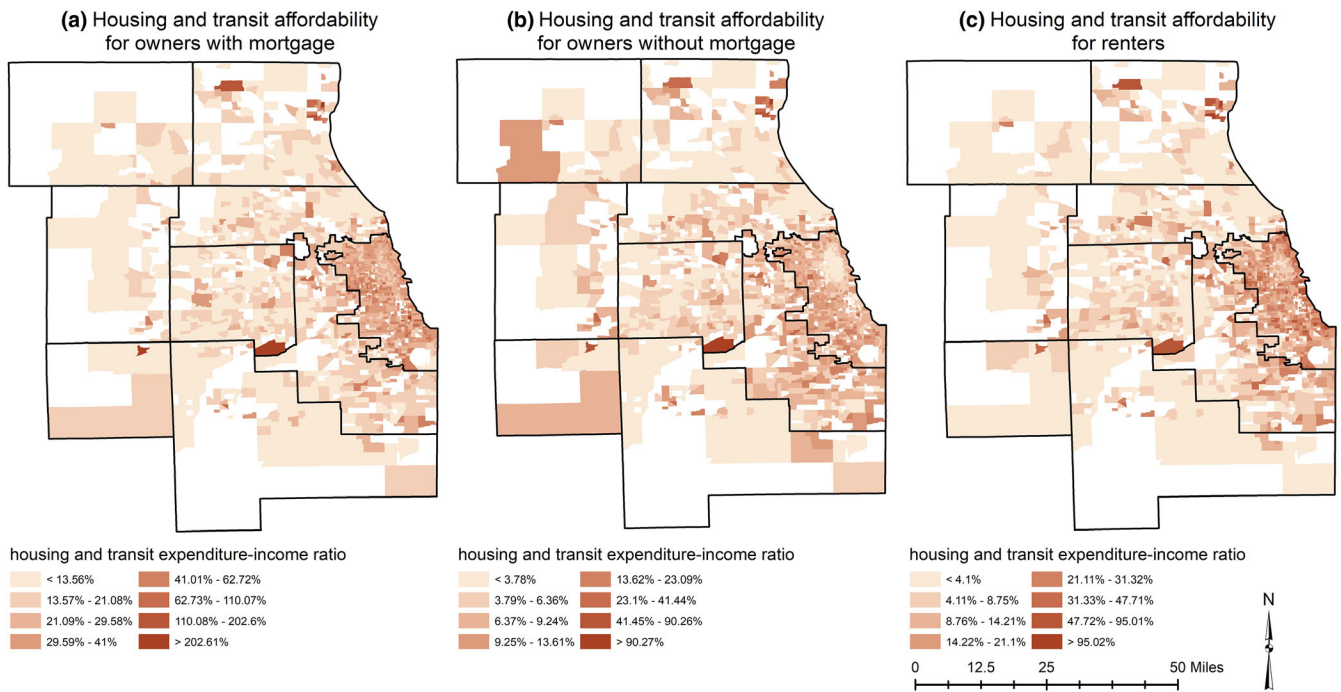 (a) Housing and transit affordability
for owners with mortgage
(b) Housing and transit affordability
for owners without mortgage
(c) Housing and transit affordability
for renters
housing and transit expenditure-income ratio
< 13.56%
13.57% - 21.08%
21.09% - 29.58%
29.59% - 41%
41.01% - 62.72%
62.73% - 110.07%
110.08% - 202.6%
> 202.61%
housing and transit expenditure-income ratio
< 3.78%
3.79% - 6.36%
6.37% - 9.24%
9.25% - 13.61%
13.62% - 23.09%
23.1% - 41.44%
41.45% - 90.26%
> 90.27%
housing and transit expenditure-income ratio
< 4.1%
4.11% - 8.75%
8.76% - 14.21%
14.22% - 21.1%
21.11% - 31.32%
31.33% - 47.71%
47.72% - 95.01%
> 95.02%
N
0 12.5 25 50 Miles